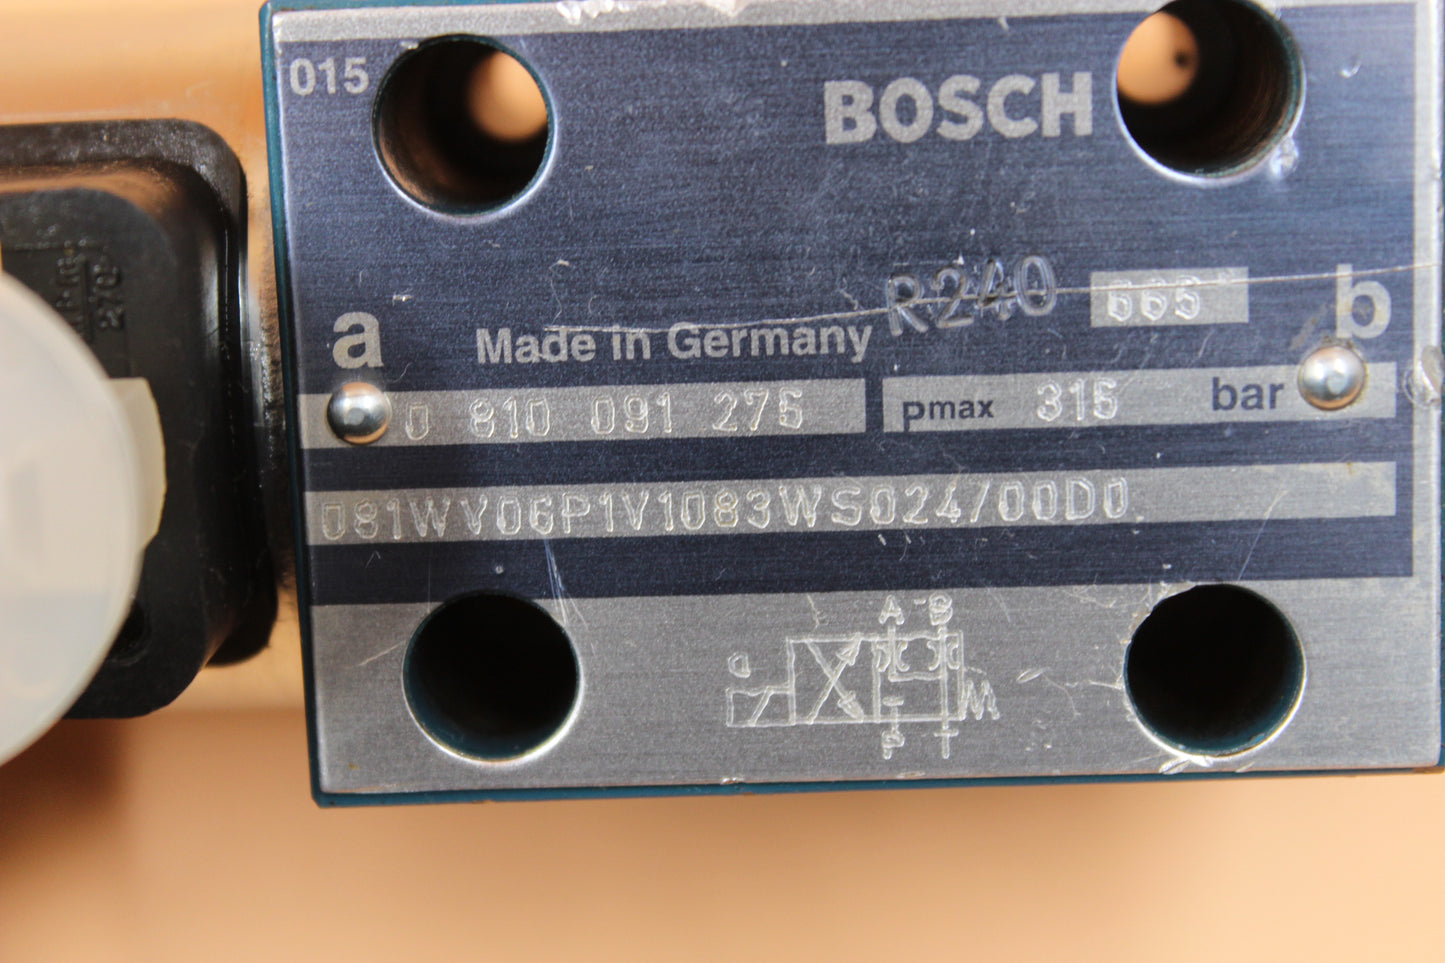 015
BOSCH
R240
a
Made in Germany
b
0 810 091 275
pmax 315 bar
081WV06P1V1083WS024/00D0
A B
a
P T
M